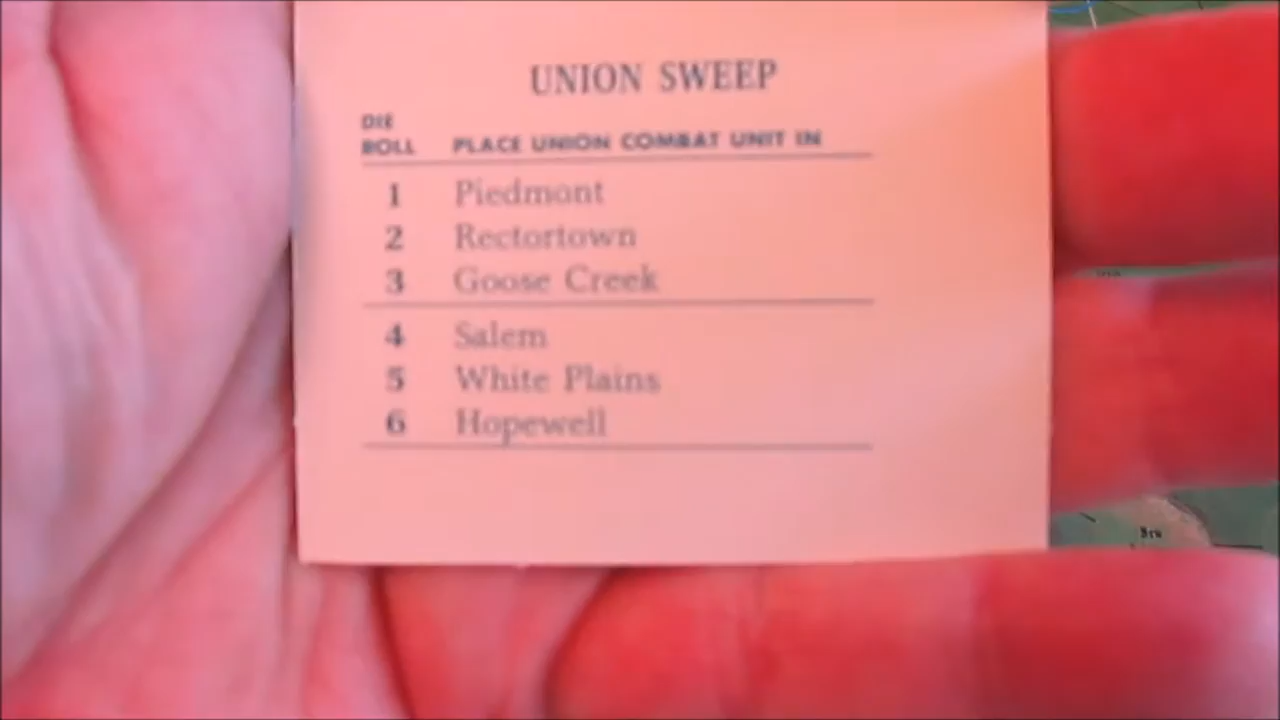 UNION SWEEP
DIE
ROLL PLACE UNION COMBAT UNIT IN
1 Piedmont
2 Rectortown
3 Goose Creek
4 Salem
5 White Plains
6 Hopewell